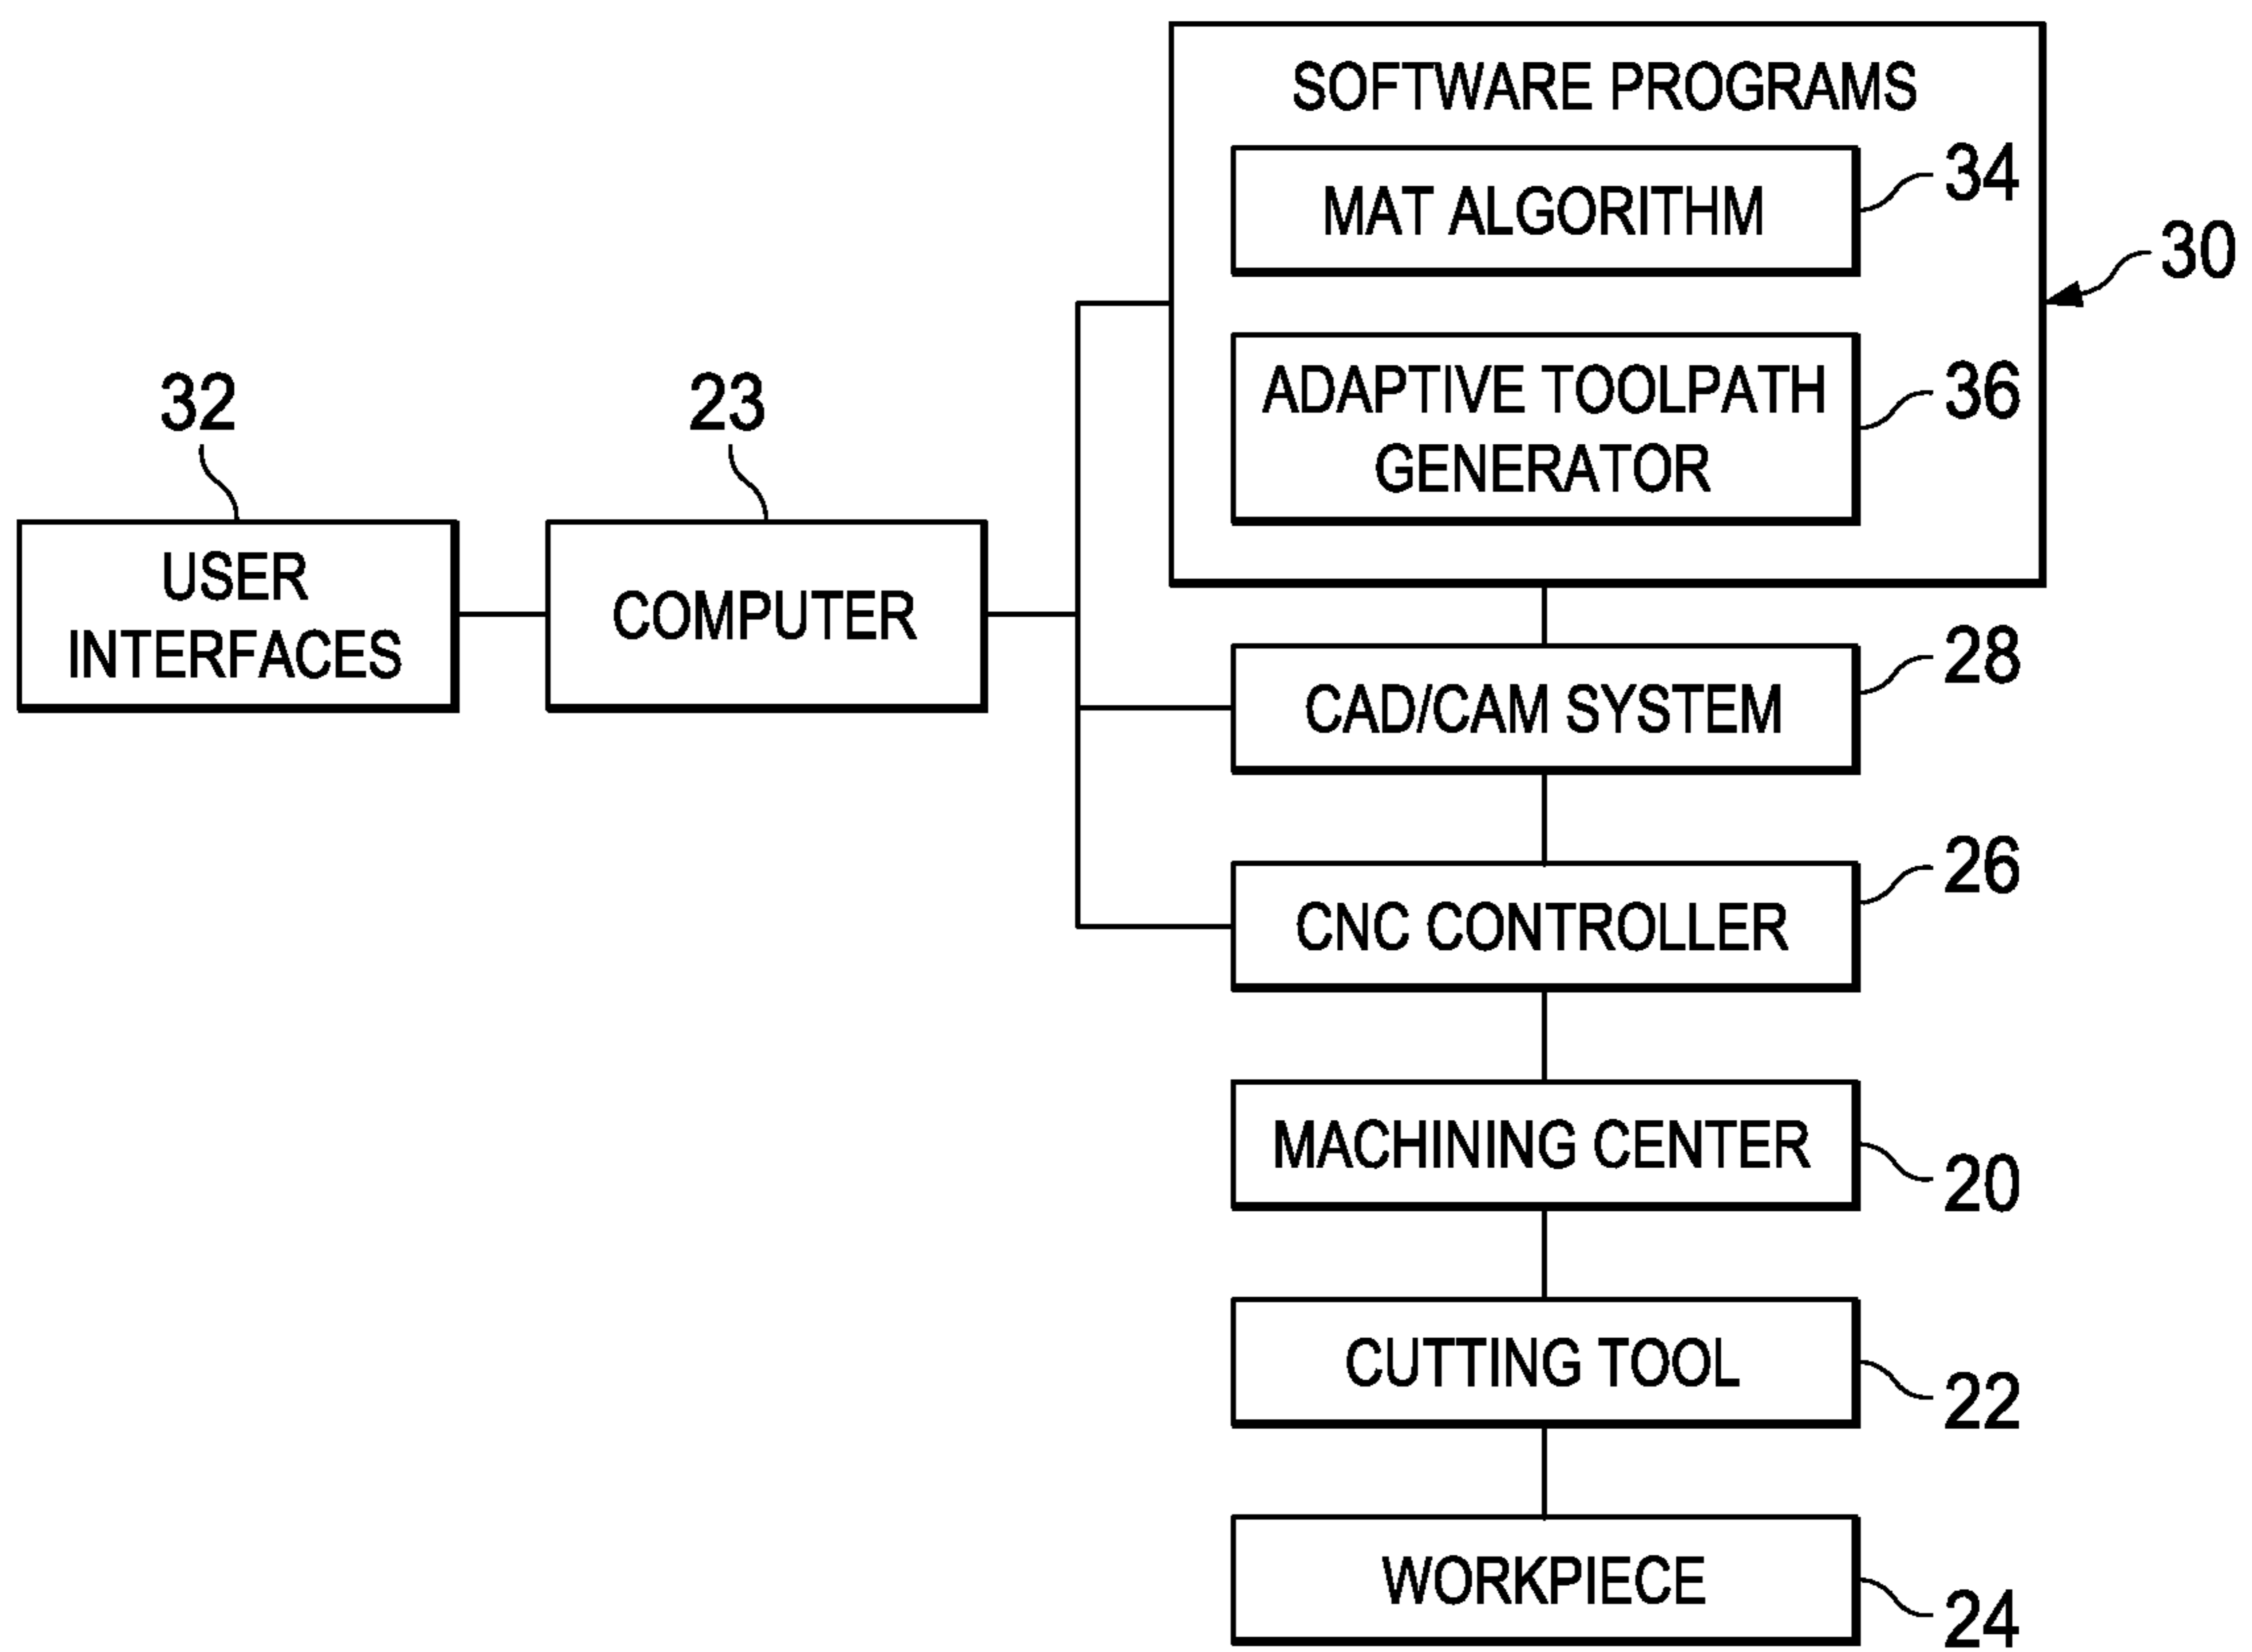 SOFTWARE PROGRAMS
MAT ALGORITHM
34
30
ADAPTIVE TOOLPATH
GENERATOR
36
32
23
USER
INTERFACES
COMPUTER
28
CAD/CAM SYSTEM
26
CNC CONTROLLER
MACHINING CENTER
20
CUTTING TOOL
22
WORKPIECE
24